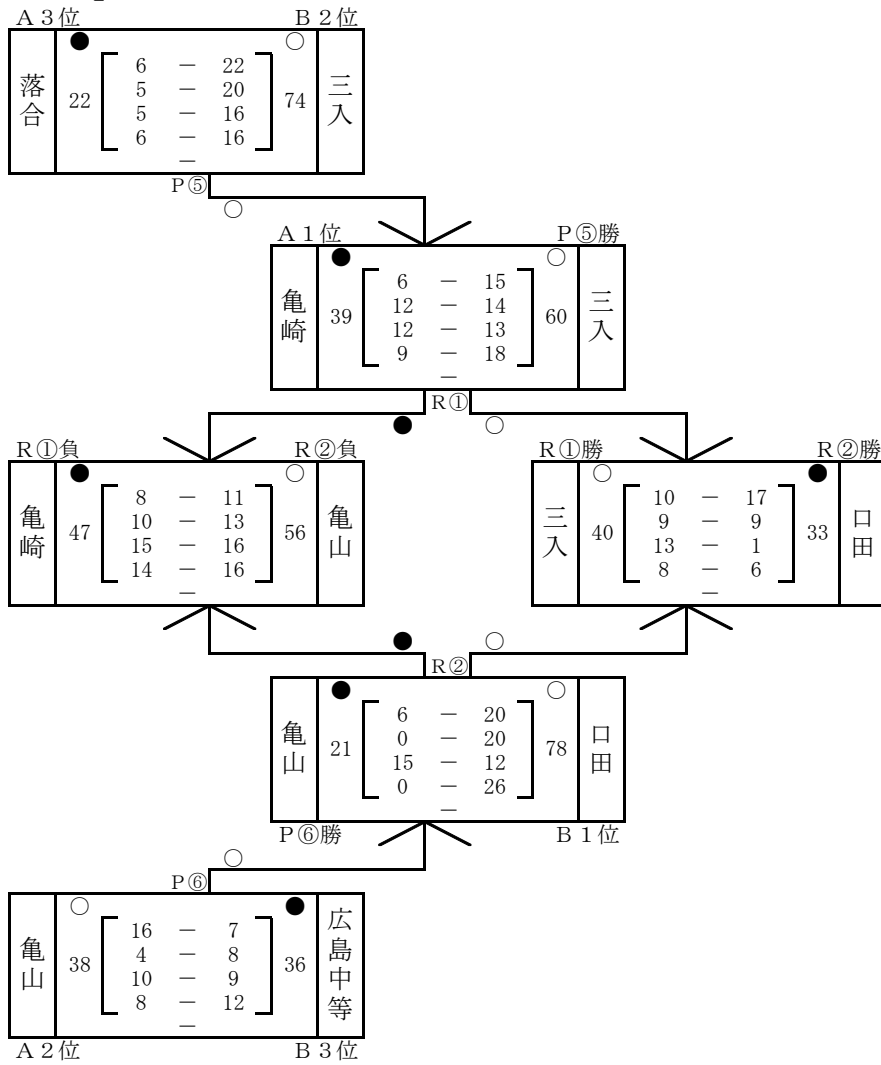 A3位 B2位
● ○
落合 22 6 － 22 74 三入
5 － 20
5 － 16
6 － 16
－
P⑤
○
A1位 P⑤勝
● ○
亀崎 39 6 － 15 60 三入
12 － 14
12 － 13
9 － 18
－
R①
● ○
R①負 R②負 R①勝 R②勝
● ○ ○ ●
亀崎 47 8 － 11 56 亀山 三入 40 10 － 17 33 口田
10 － 13 9 － 9
15 － 16 13 － 1
14 － 16 8 － 6
－ －
● ○
R②
● ○
亀山 21 6 － 20 78 口田
0 － 20
15 － 12
0 － 26
－
P⑥勝 B1位
○
P⑥
○ ●
亀山 38 16 － 7 36 広島中等
4 － 8
10 － 9
8 － 12
－
A2位 B3位